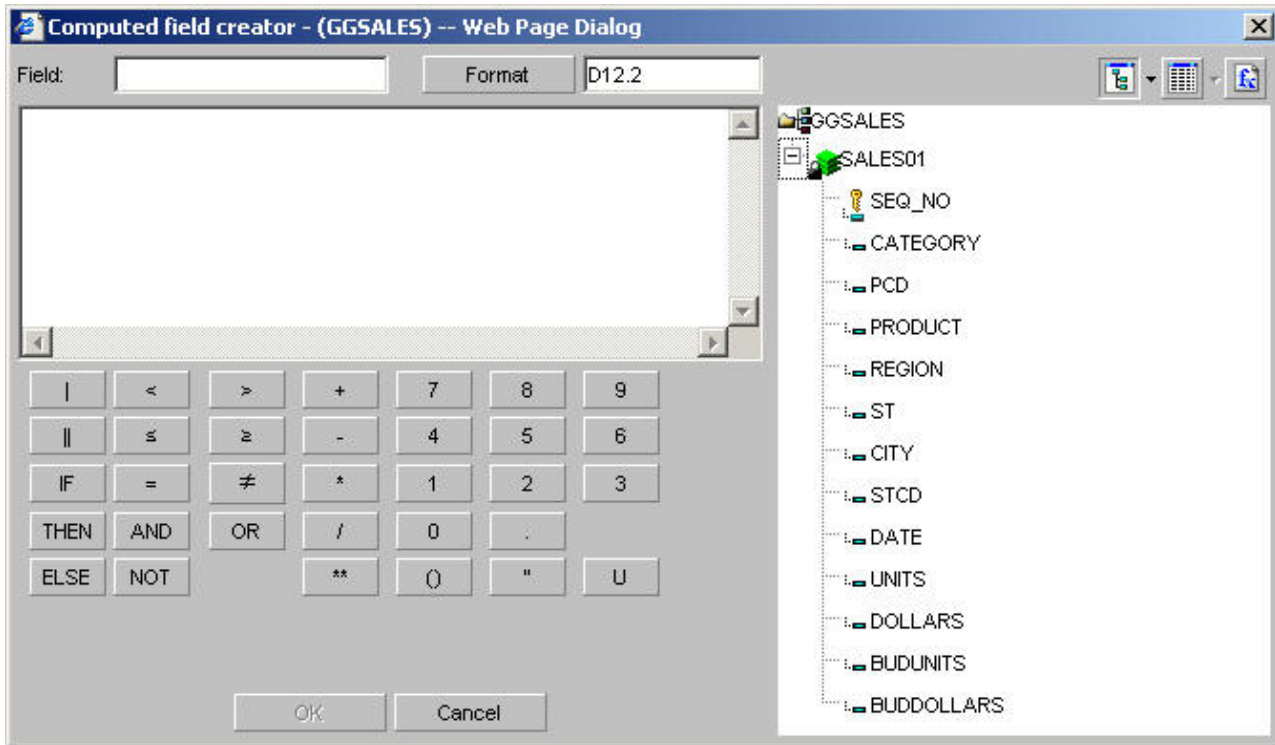 Computed field creator - (GGSALES) -- Web Page Dialog
Field: Format D12.2
GGSALES
SALES01
SEQ_NO
CATEGORY
PCD
PRODUCT
REGION
ST
CITY
STCD
DATE
UNITS
DOLLARS
BUDUNITS
BUDDOLLARS
| < > + 7 8 9
|| ≤ ≥ - 4 5 6
IF = ≠ * 1 2 3
THEN AND OR / 0 .
ELSE NOT ** () " U
OK Cancel